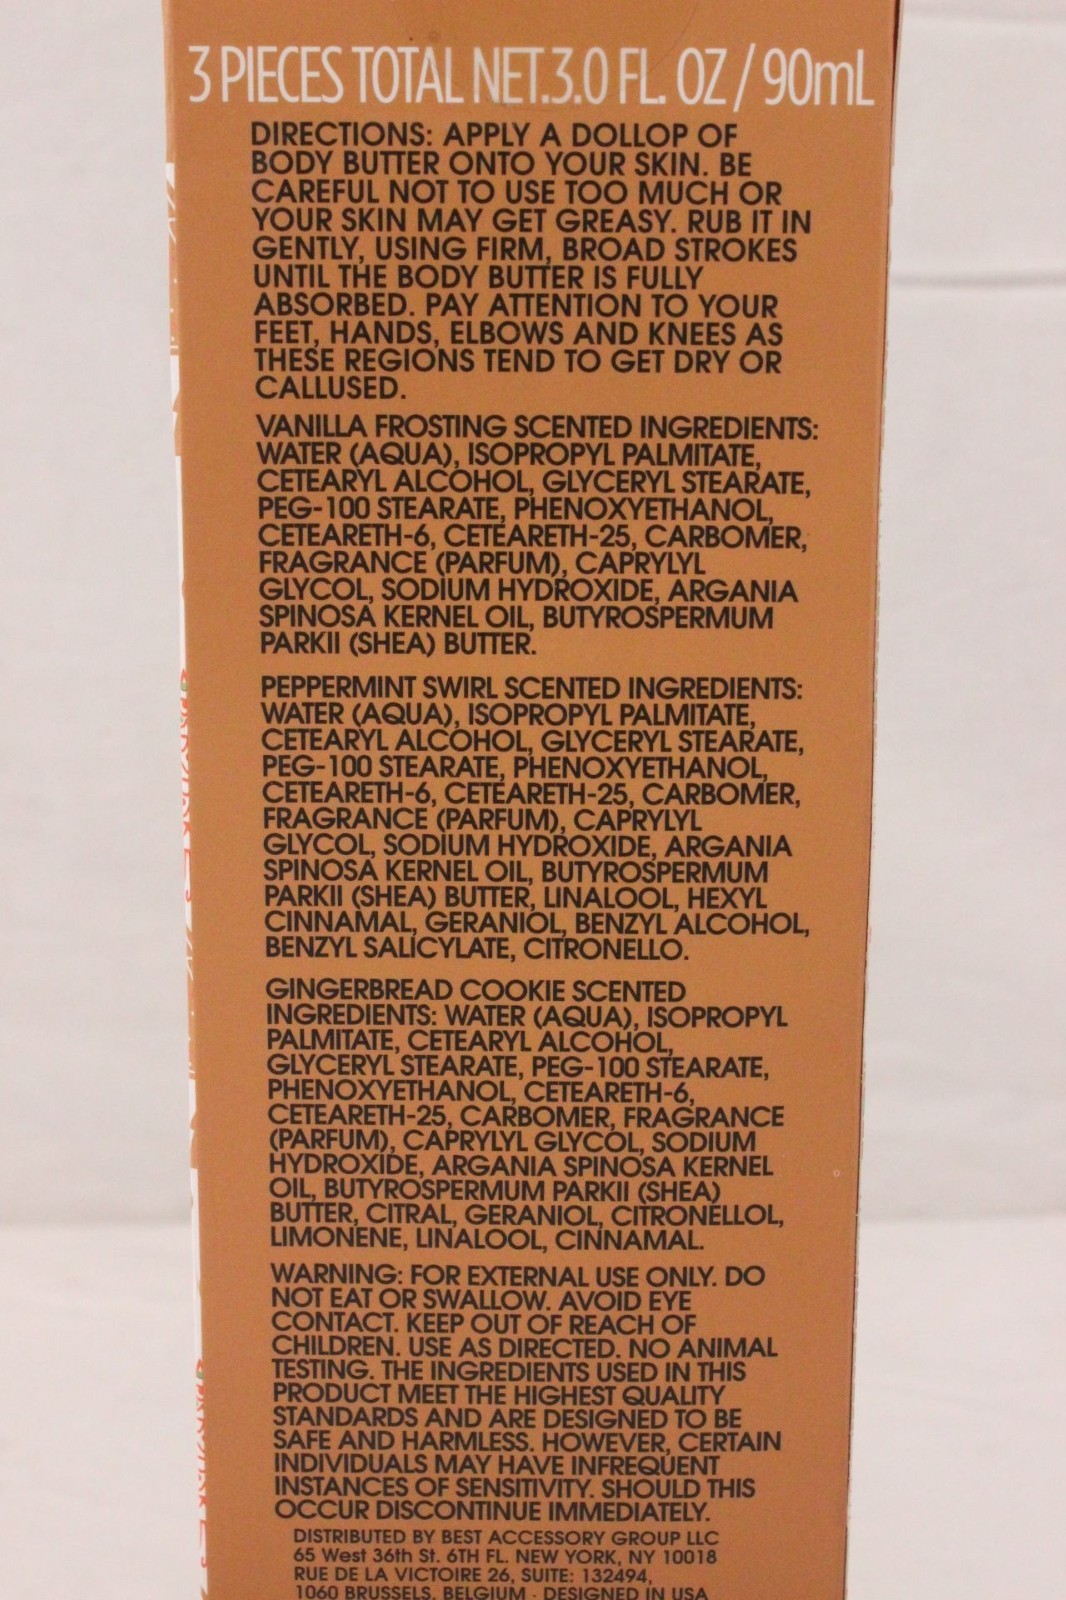 3 PIECES TOTAL NET.3.0 FL. OZ / 90mL
DIRECTIONS: APPLY A DOLLOP OF
BODY BUTTER ONTO YOUR SKIN. BE
CAREFUL NOT TO USE TOO MUCH OR
YOUR SKIN MAY GET GREASY. RUB IT IN
GENTLY, USING FIRM, BROAD STROKES
UNTIL THE BODY BUTTER IS FULLY
ABSORBED. PAY ATTENTION TO YOUR
FEET, HANDS, ELBOWS AND KNEES AS
THESE REGIONS TEND TO GET DRY OR
CALLUSED.
VANILLA FROSTING SCENTED INGREDIENTS:
WATER (AQUA), ISOPROPYL PALMITATE,
CETEARYL ALCOHOL, GLYCERYL STEARATE,
PEG-100 STEARATE, PHENOXYETHANOL,
CETEARETH-6, CETEARETH-25, CARBOMER,
FRAGRANCE (PARFUM), CAPRYLYL
GLYCOL, SODIUM HYDROXIDE, ARGANIA
SPINOSA KERNEL OIL, BUTYROSPERMUM
PARKII (SHEA) BUTTER.
PEPPERMINT SWIRL SCENTED INGREDIENTS:
WATER (AQUA), ISOPROPYL PALMITATE,
CETEARYL ALCOHOL, GLYCERYL STEARATE,
PEG-100 STEARATE, PHENOXYETHANOL,
CETEARETH-6, CETEARETH-25, CARBOMER,
FRAGRANCE (PARFUM), CAPRYLYL
GLYCOL, SODIUM HYDROXIDE, ARGANIA
SPINOSA KERNEL OIL, BUTYROSPERMUM
PARKII (SHEA) BUTTER, LINALOOL, HEXYL
CINNAMAL, GERANIOL, BENZYL ALCOHOL,
BENZYL SALICYLATE, CITRONELLO.
GINGERBREAD COOKIE SCENTED
INGREDIENTS: WATER (AQUA), ISOPROPYL
PALMITATE, CETEARYL ALCOHOL,
GLYCERYL STEARATE, PEG-100 STEARATE,
PHENOXYETHANOL, CETEARETH-6,
CETEARETH-25, CARBOMER, FRAGRANCE
(PARFUM), CAPRYLYL GLYCOL, SODIUM
HYDROXIDE, ARGANIA SPINOSA KERNEL
OIL, BUTYROSPERMUM PARKII (SHEA)
BUTTER, CITRAL, GERANIOL, CITRONELLOL,
LIMONENE, LINALOOL, CINNAMAL.
WARNING: FOR EXTERNAL USE ONLY. DO
NOT EAT OR SWALLOW. AVOID EYE
CONTACT. KEEP OUT OF REACH OF
CHILDREN. USE AS DIRECTED. NO ANIMAL
TESTING. THE INGREDIENTS USED IN THIS
PRODUCT MEET THE HIGHEST QUALITY
STANDARDS AND ARE DESIGNED TO BE
SAFE AND HARMLESS. HOWEVER, CERTAIN
INDIVIDUALS MAY HAVE INFREQUENT
INSTANCES OF SENSITIVITY. SHOULD THIS
OCCUR DISCONTINUE IMMEDIATELY.
DISTRIBUTED BY BEST ACCESSORY GROUP LLC
65 West 36th St. 6TH FL. NEW YORK, NY 10018
RUE DE LA VICTOIRE 26, SUITE: 132494,
1060 BRUSSELS, BELGIUM · DESIGNED IN USA